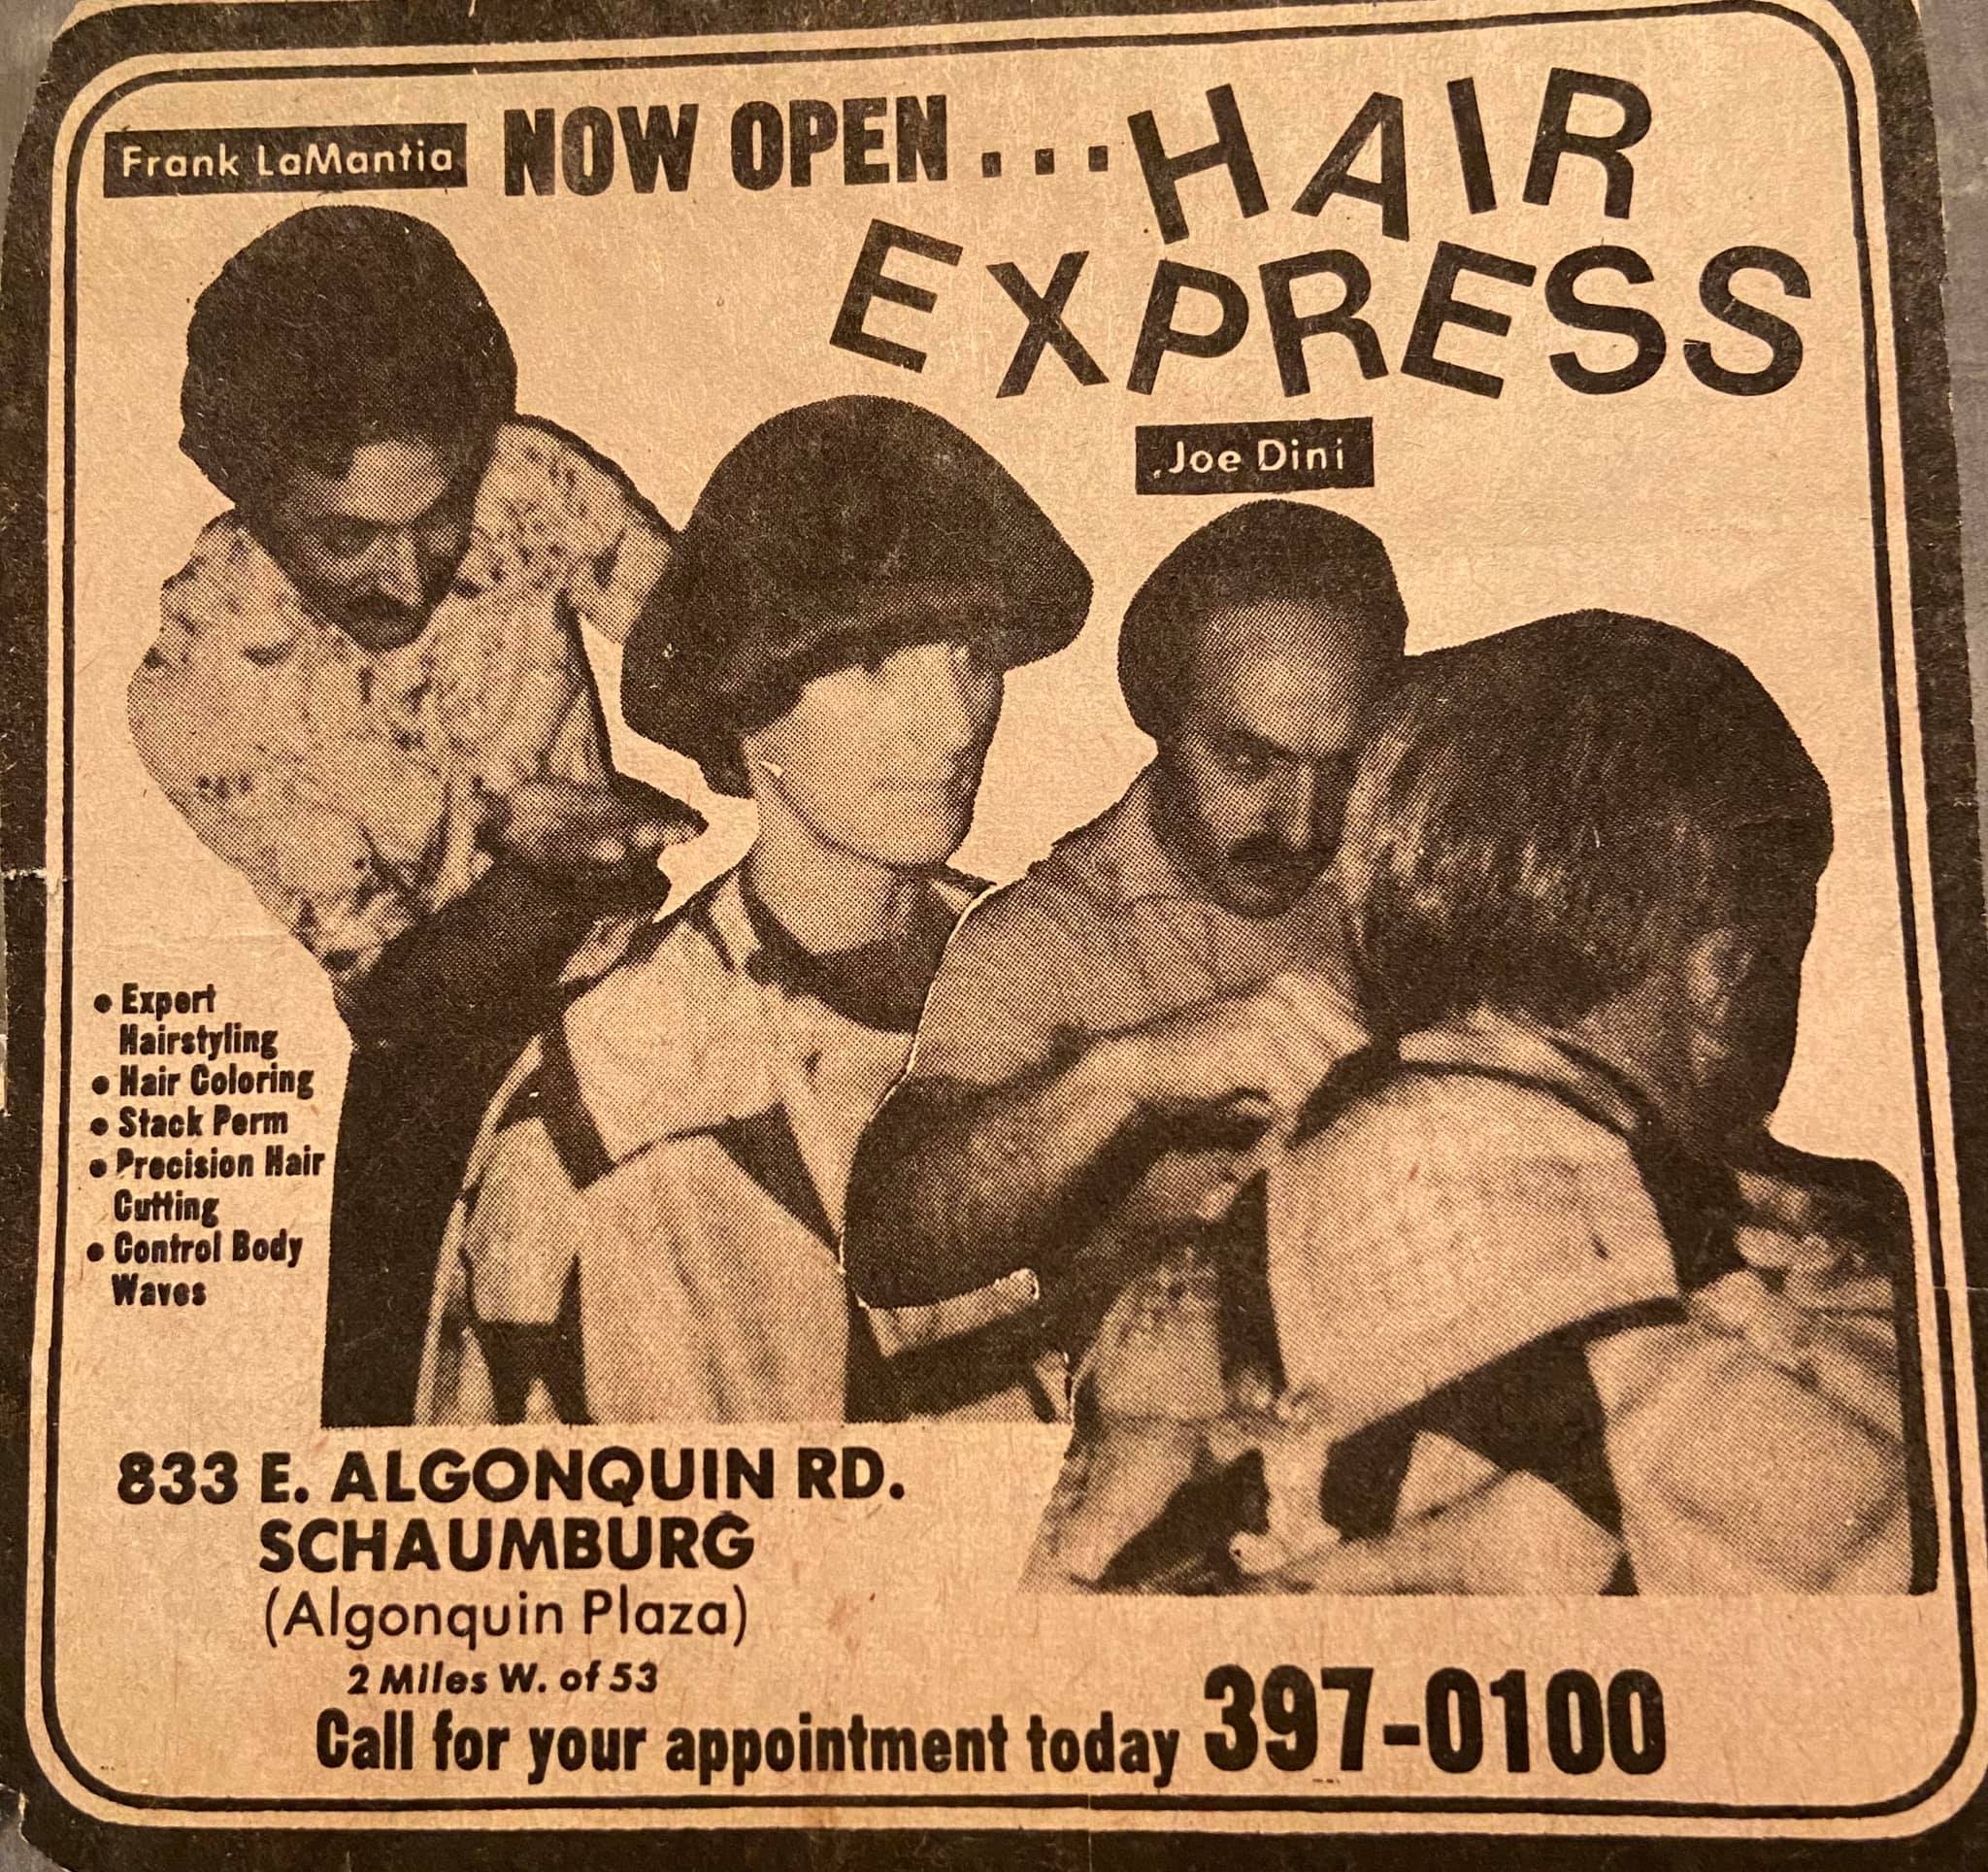 Frank LaMantia
NOW OPEN...HAIR
EXPRESS
Joe Dini
• Expert
Hairstyling
• Hair Coloring
• Stack Perm
• Precision Hair
Cutting
• Control Body
Waves
833 E. ALGONQUIN RD.
SCHAUMBURG
(Algonquin Plaza)
2 Miles W. of 53
Call for your appointment today 397-0100